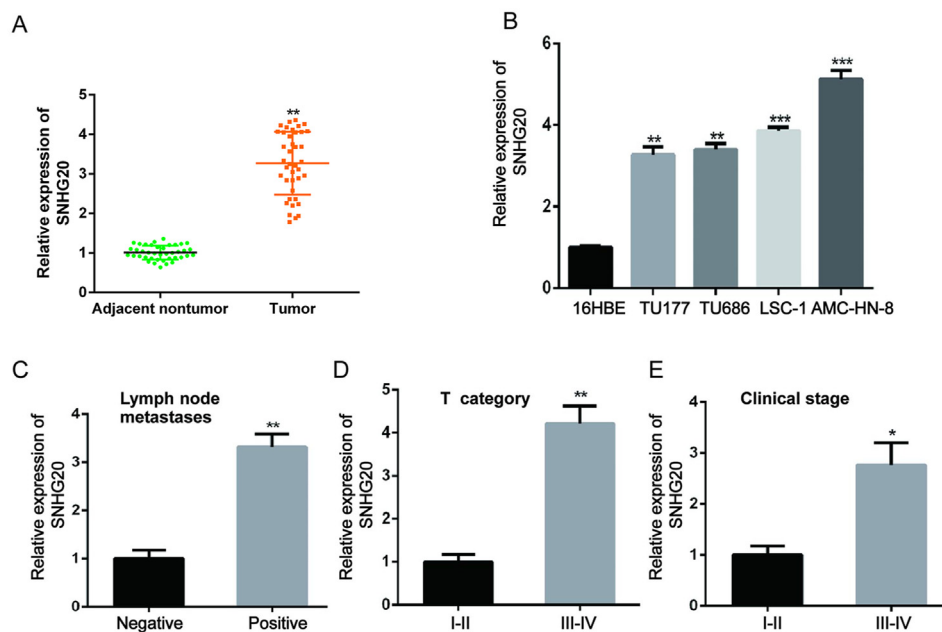 A
Relative expression of
SNHG20
5
4
3
2
1
0
**
Adjacent nontumor Tumor
B
Relative expression of
SNHG20
6
4
2
0
**
**
***
***
16HBE TU177 TU686 LSC-1 AMC-HN-8
C
Lymph node
metastases
Relative expression of
SNHG20
4
3
2
1
0
**
Negative Positive
D
T category
Relative expression of
SNHG20
5
4
3
2
1
0
**
I-II III-IV
E
Clinical stage
Relative expression of
SNHG20
4
3
2
1
0
*
I-II III-IV